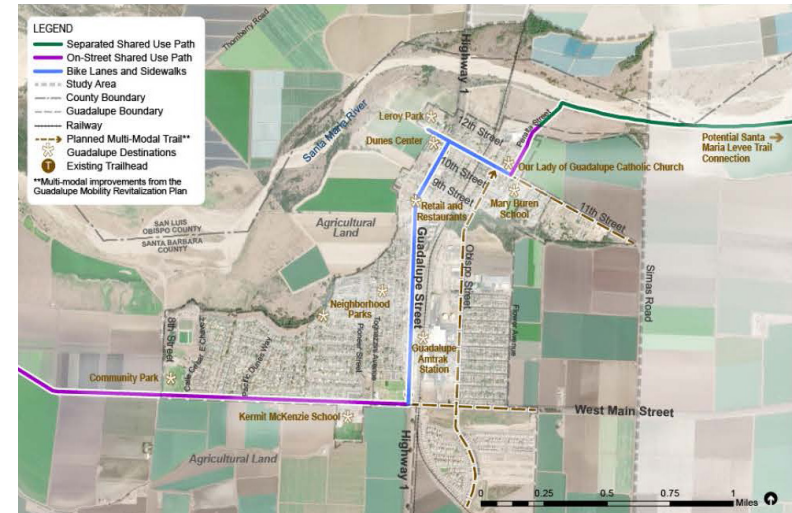 LEGEND
Separated Shared Use Path
On-Street Shared Use Path
Bike Lanes and Sidewalks
Study Area
County Boundary
Guadalupe Boundary
Railway
Planned Multi-Modal Trail**
Guadalupe Destinations
T Existing Trailhead
**Multi-modal improvements from the
Guadalupe Mobility Revitalization Plan
Thornberry Road
Highway 1
Santa Maria River
Leroy Park
12th Street
Peralta Street
Dunes Center
Potential Santa
Maria Levee Trail
Connection
Our Lady of Guadalupe Catholic Church
10th Street
9th Street
Mary Buren
School
11th Street
Retail and
Restaurants
SAN LUIS
OBISPO COUNTY
SANTA BARBARA
COUNTY
Agricultural
Land
Guadalupe Street
Obispo Street
Simas Road
Flower Avenue
Neighborhood
Parks
8th Street
Pioneer Street
Guadalupe
Amtrak
Station
Community Park
West Main Street
Kermit McKenzie School
Highway 1
Agricultural Land
0 0.25 0.5 0.75 1
Miles